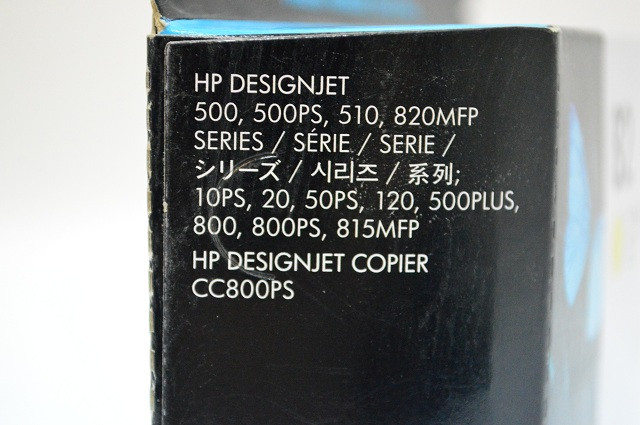 HP DESIGNJET
500, 500PS, 510, 820MFP
SERIES / SÉRIE / SERIE /
シリーズ / 시리즈 / 系列;
10PS, 20, 50PS, 120, 500PLUS,
800, 800PS, 815MFP
HP DESIGNJET COPIER
CC800PS